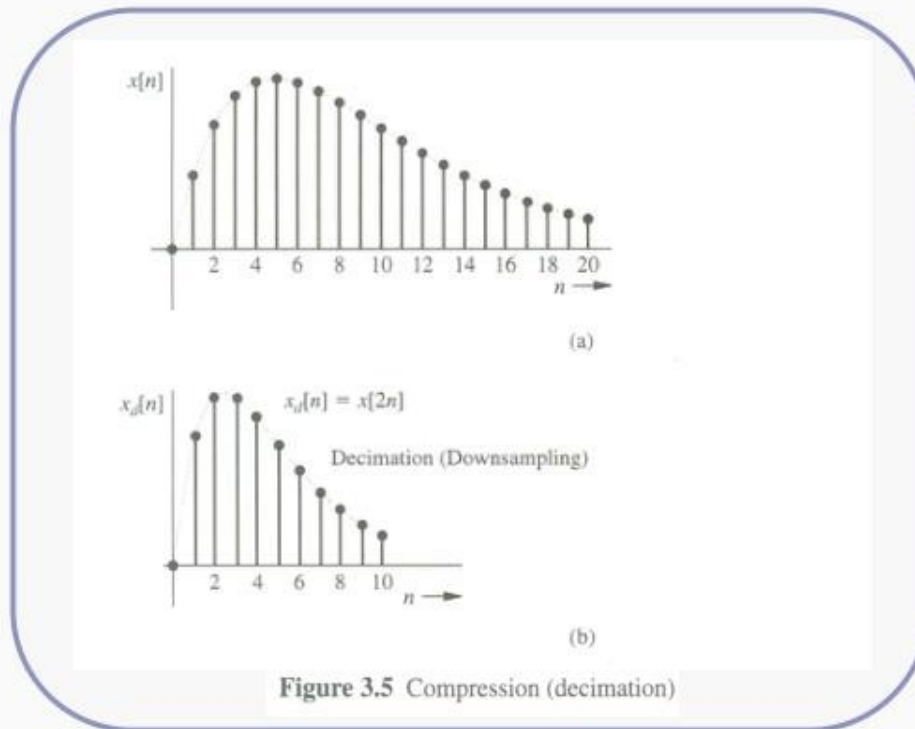 x[n]
2 4 6 8 10 12 14 16 18 20
n →
(a)
x_d[n]
x_d[n] = x[2n]
Decimation (Downsampling)
2 4 6 8 10
n →
(b)
Figure 3.5 Compression (decimation)